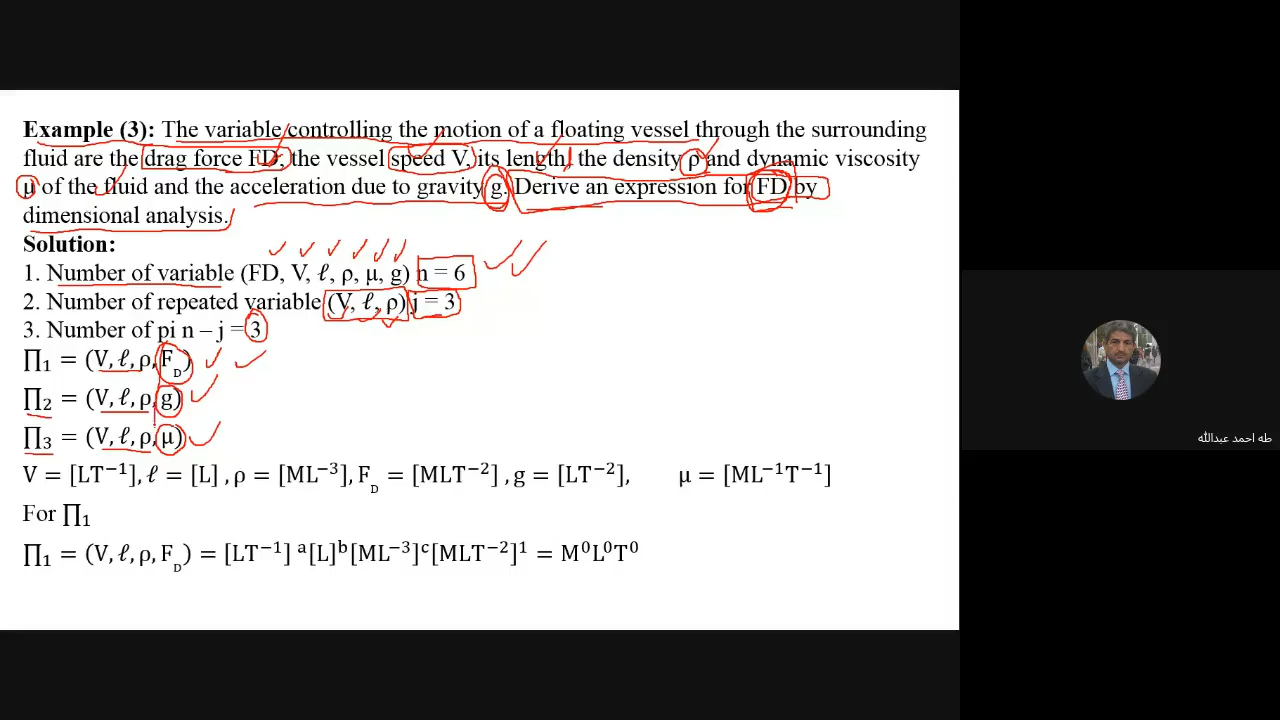 Example (3): The variable controlling the motion of a floating vessel through the surrounding
fluid are the drag force FD, the vessel speed V, its length l, the density ρ and dynamic viscosity
μ of the fluid and the acceleration due to gravity g. Derive an expression for FD by
dimensional analysis.
Solution:
1. Number of variable (FD, V, ℓ, ρ, μ, g) n = 6
2. Number of repeated variable (V, ℓ, ρ) j = 3
3. Number of pi n – j = 3
∏₁ = (V, ℓ, ρ, F_D)
∏₂ = (V, ℓ, ρ, g)
∏₃ = (V, ℓ, ρ, μ)
V = [LT⁻¹], ℓ = [L] , ρ = [ML⁻³], F_D = [MLT⁻²] , g = [LT⁻²], μ = [ML⁻¹T⁻¹]
For ∏₁
∏₁ = (V, ℓ, ρ, F_D) = [LT⁻¹] ᵃ[L]ᵇ[ML⁻³]ᶜ[MLT⁻²]¹ = M⁰L⁰T⁰
طه احمد عبدالله